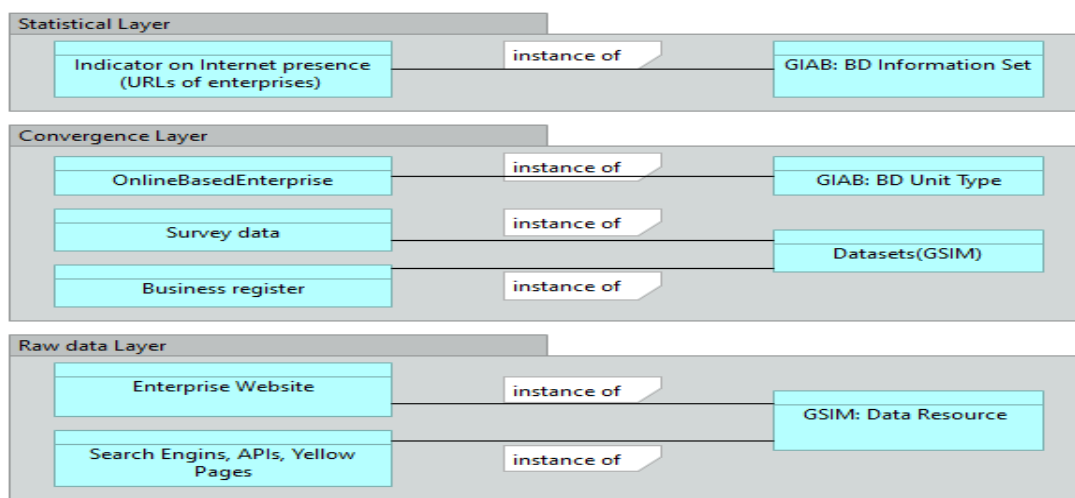 Statistical Layer
Indicator on Internet presence
(URLs of enterprises)
instance of
GIAB: BD Information Set
Convergence Layer
OnlineBasedEnterprise
instance of
GIAB: BD Unit Type
Survey data
instance of
Datasets(GSIM)
Business register
instance of
Raw data Layer
Enterprise Website
instance of
GSIM: Data Resource
Search Engins, APIs, Yellow
Pages
instance of